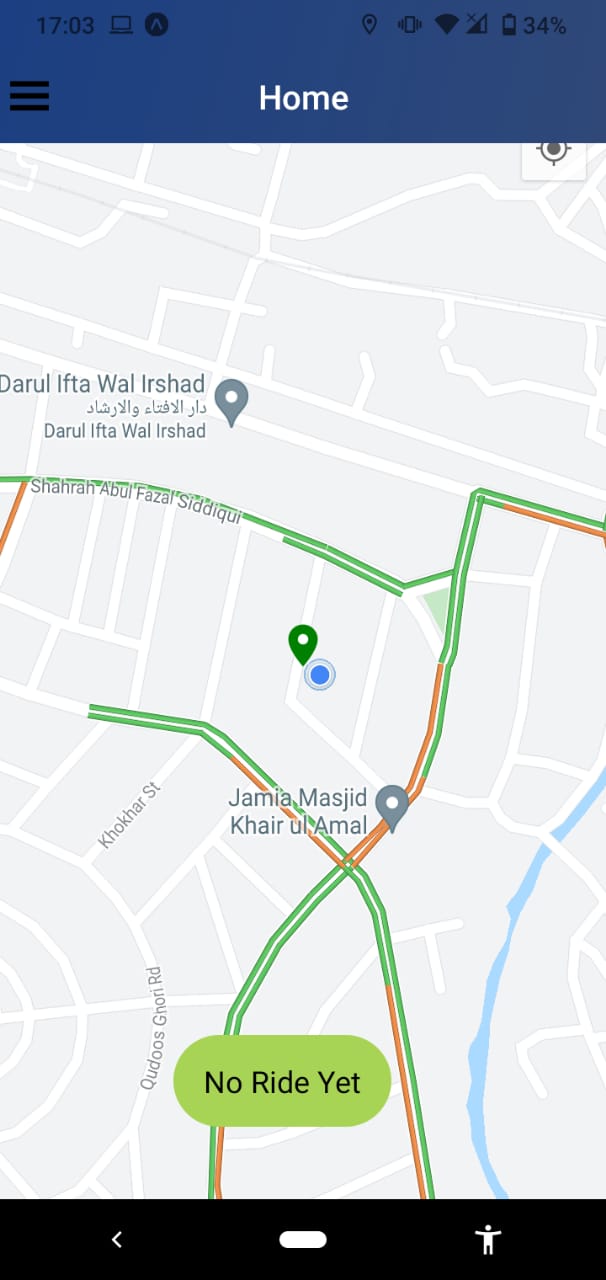 17:03
34%
Home
Darul Ifta Wal Irshad
دار الافتاء والارشاد
Darul Ifta Wal Irshad
Shahrah Abul Fazal Siddiqui
Jamia Masjid
Khair ul Amal
Khokhar St
Qudoos Ghori Rd
No Ride Yet